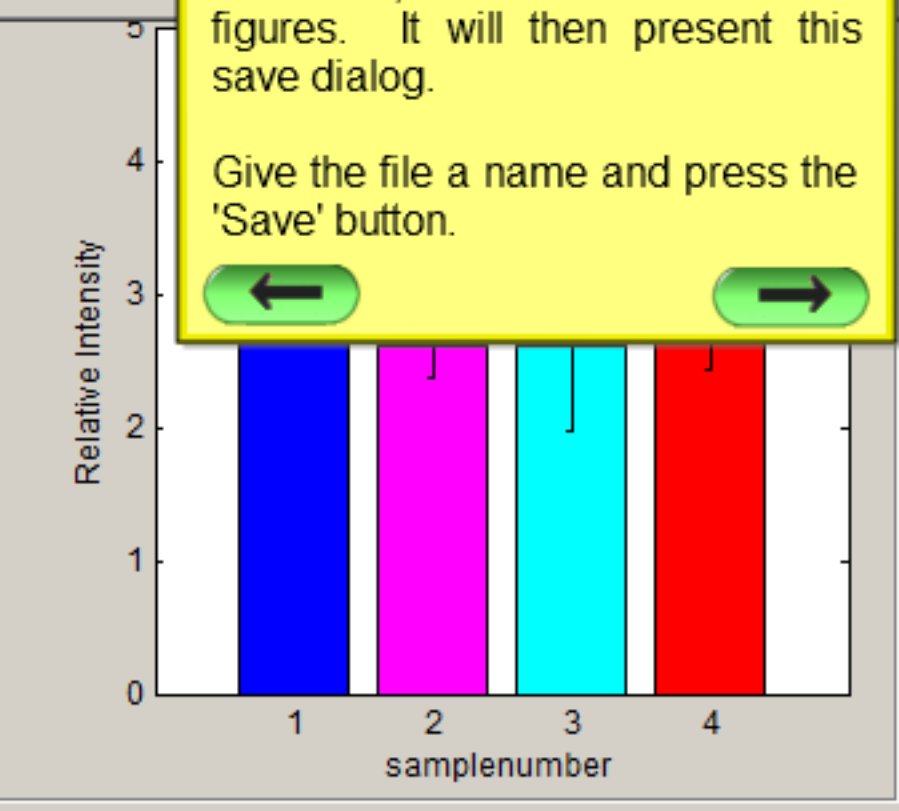 figures. It will then present this
save dialog.
Give the file a name and press the
'Save' button.
5
4
3
2
1
0
Relative Intensity
1 2 3 4
samplenumber